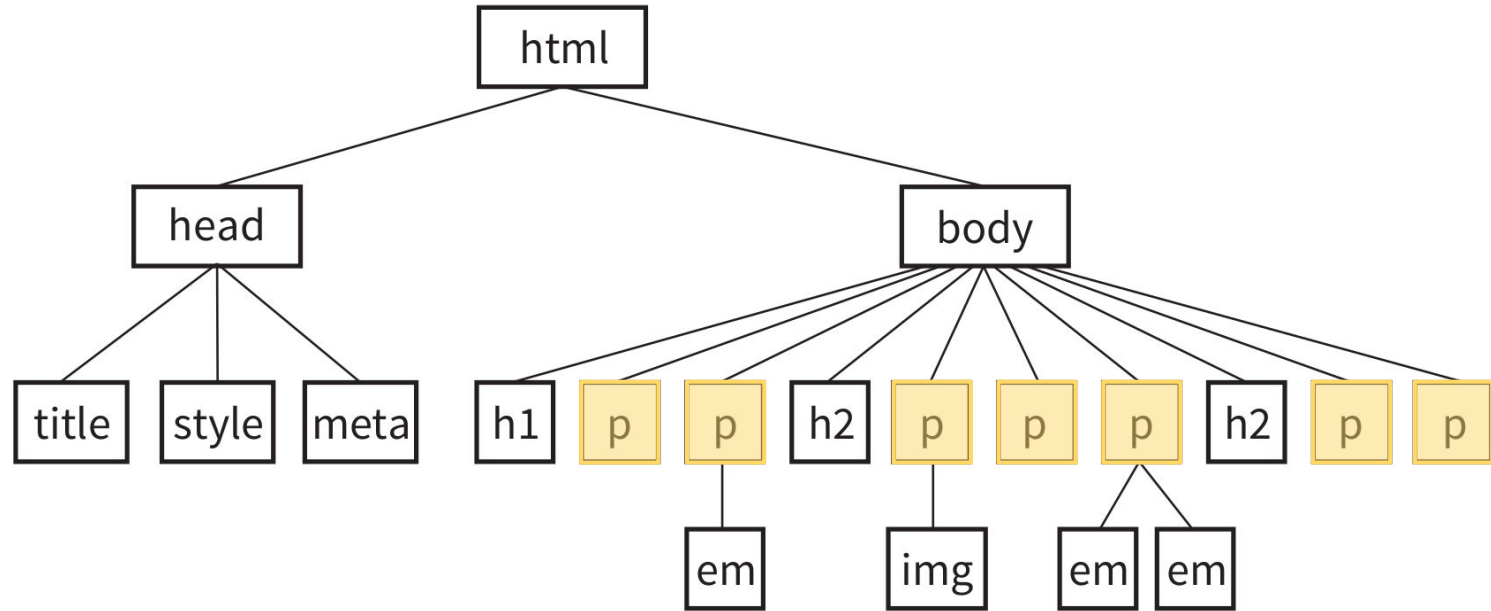 html
head body
title style meta h1 p p h2 p p p h2 p p
em img em em